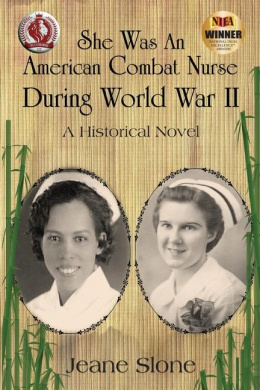 NIEA
WINNER
She Was An
American Combat Nurse
During World War II
A Historical Novel
Jeane Slone